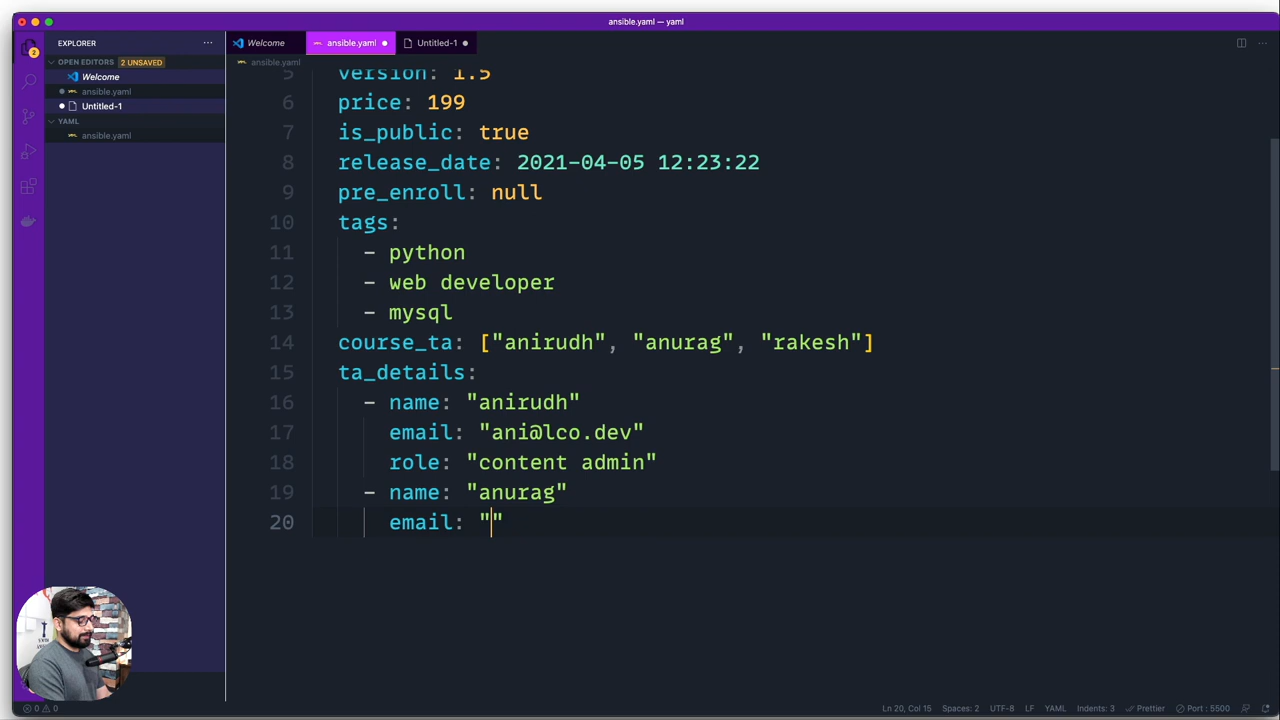 ansible.yaml — yaml
EXPLORER
OPEN EDITORS 2 UNSAVED
Welcome
ansible.yaml
Untitled-1
YAML
ansible.yaml
2
Welcome ansible.yaml Untitled-1
ansible.yaml
5 version: 1.5
6 price: 199
7 is_public: true
8 release_date: 2021-04-05 12:23:22
9 pre_enroll: null
10 tags:
11 - python
12 - web developer
13 - mysql
14 course_ta: ["anirudh", "anurag", "rakesh"]
15 ta_details:
16 - name: "anirudh"
17 email: "ani@lco.dev"
18 role: "content admin"
19 - name: "anurag"
20 email: ""
0 0 Ln 20, Col 15 Spaces: 2 UTF-8 LF YAML Indents: 3 Prettier Port : 5500